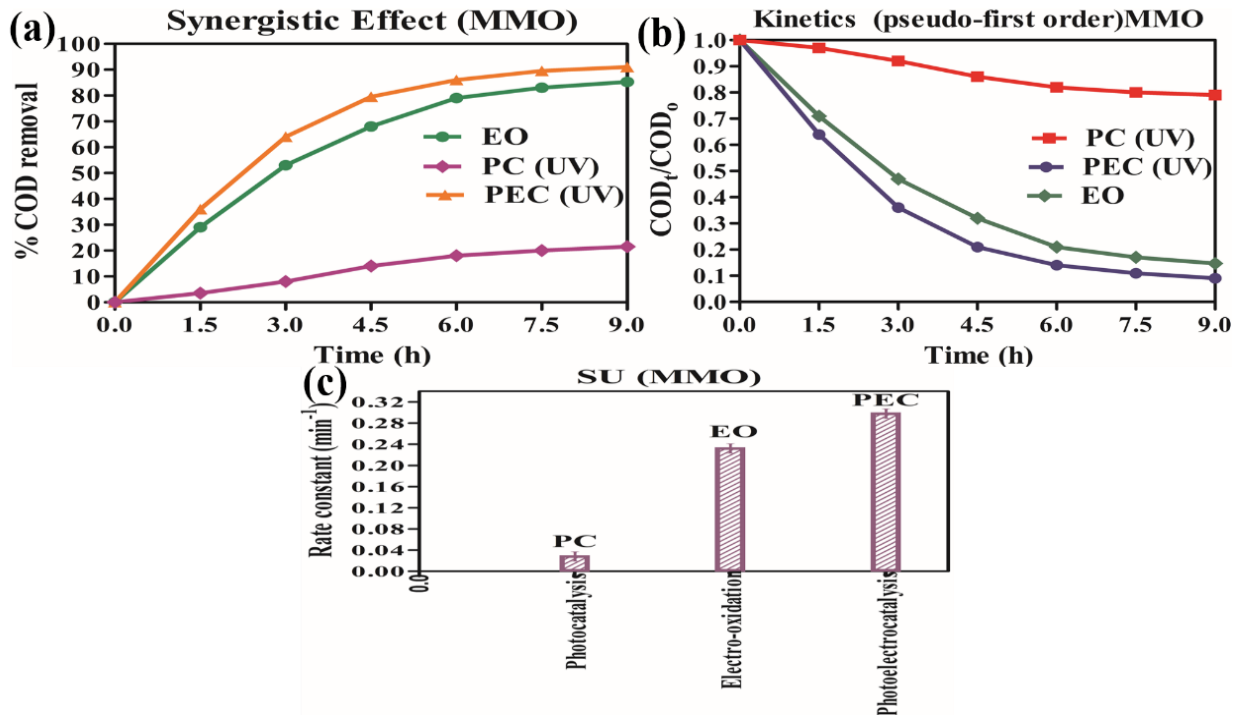 (a)
Synergistic Effect (MMO)
% COD removal
100
90
80
70
60
50
40
30
20
10
0
EO
PC (UV)
PEC (UV)
0.0 1.5 3.0 4.5 6.0 7.5 9.0
Time (h)
(b)
Kinetics (pseudo-first order)MMO
CODt/CODo
1.0
0.9
0.8
0.7
0.6
0.5
0.4
0.3
0.2
0.1
0.0
PC (UV)
PEC (UV)
EO
0.0 1.5 3.0 4.5 6.0 7.5 9.0
Time (h)
(c)
SU (MMO)
Rate constant (min-1)
0.32
0.28
0.24
0.20
0.16
0.12
0.08
0.04
0.00
PC
EO
PEC
0.0
Photocatalysis
Electro-oxidation
Photoelectrocatalysis